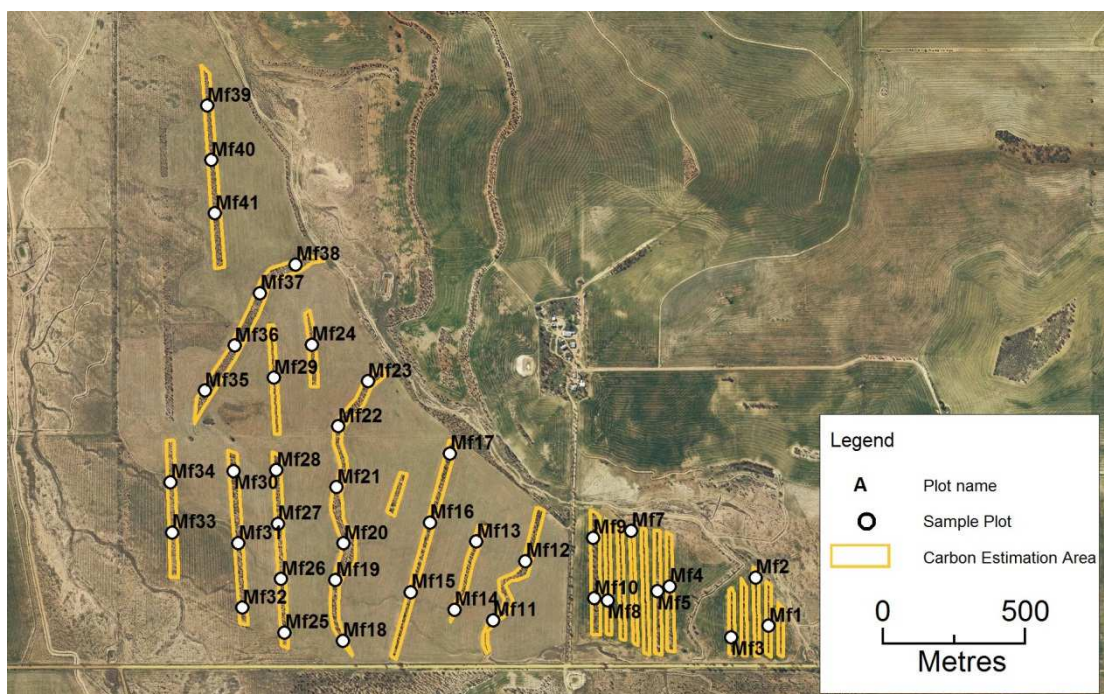 Mf39
Mf40
Mf41
Mf38
Mf37
Mf36
Mf24
Mf29
Mf23
Mf35
Mf22
Mf17
Mf34
Mf30
Mf28
Mf21
Mf33
Mf31
Mf27
Mf20
Mf16
Mf13
Mf12
Mf9
Mf7
Mf26
Mf19
Mf15
Mf14
Mf11
Mf10
Mf8
Mf4
Mf5
Mf2
Mf1
Mf3
Mf32
Mf25
Mf18
Legend
A Plot name
Sample Plot
Carbon Estimation Area
0 500
Metres